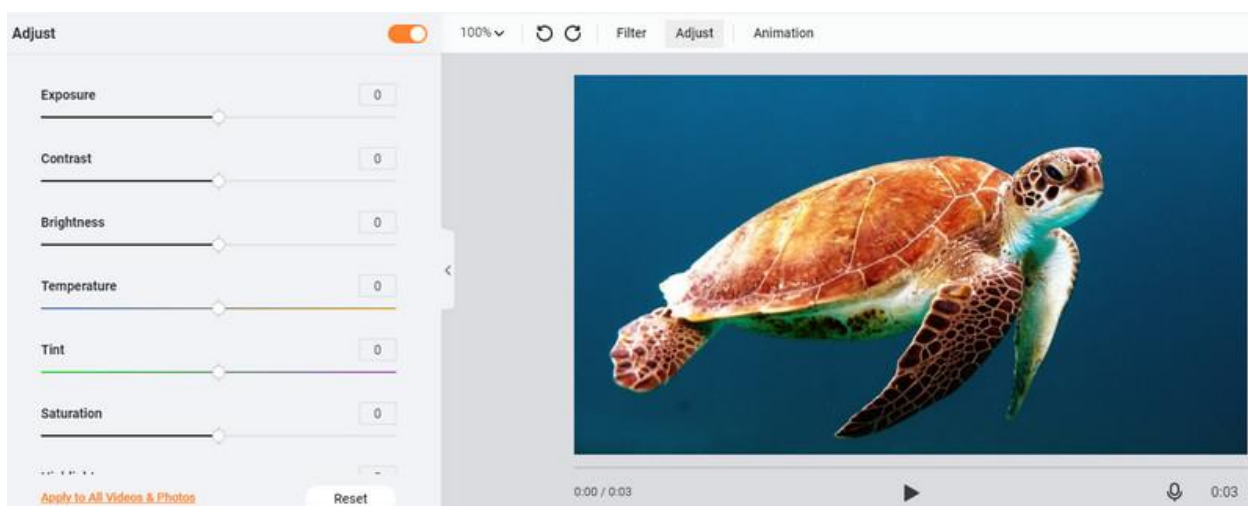 Adjust
100%
Filter
Adjust
Animation
Exposure
0
Contrast
0
Brightness
0
Temperature
0
Tint
0
Saturation
0
Apply to All Videos & Photos
Reset
0:00 / 0:03
0:03